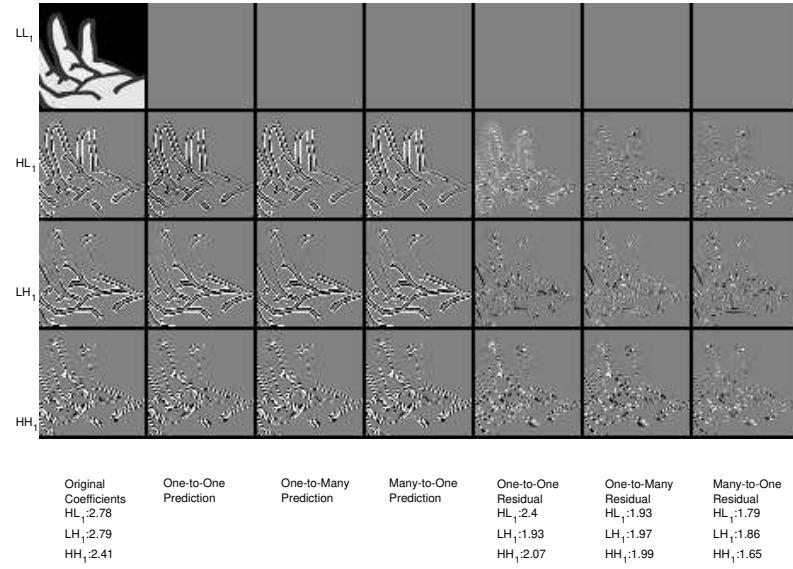 LL1
HL1
LH1
HH1
Original Coefficients
HL1:2.78
LH1:2.79
HH1:2.41
One-to-One Prediction
One-to-Many Prediction
Many-to-One Prediction
One-to-One Residual
HL1:2.4
LH1:1.93
HH1:2.07
One-to-Many Residual
HL1:1.93
LH1:1.97
HH1:1.99
Many-to-One Residual
HL1:1.79
LH1:1.86
HH1:1.65